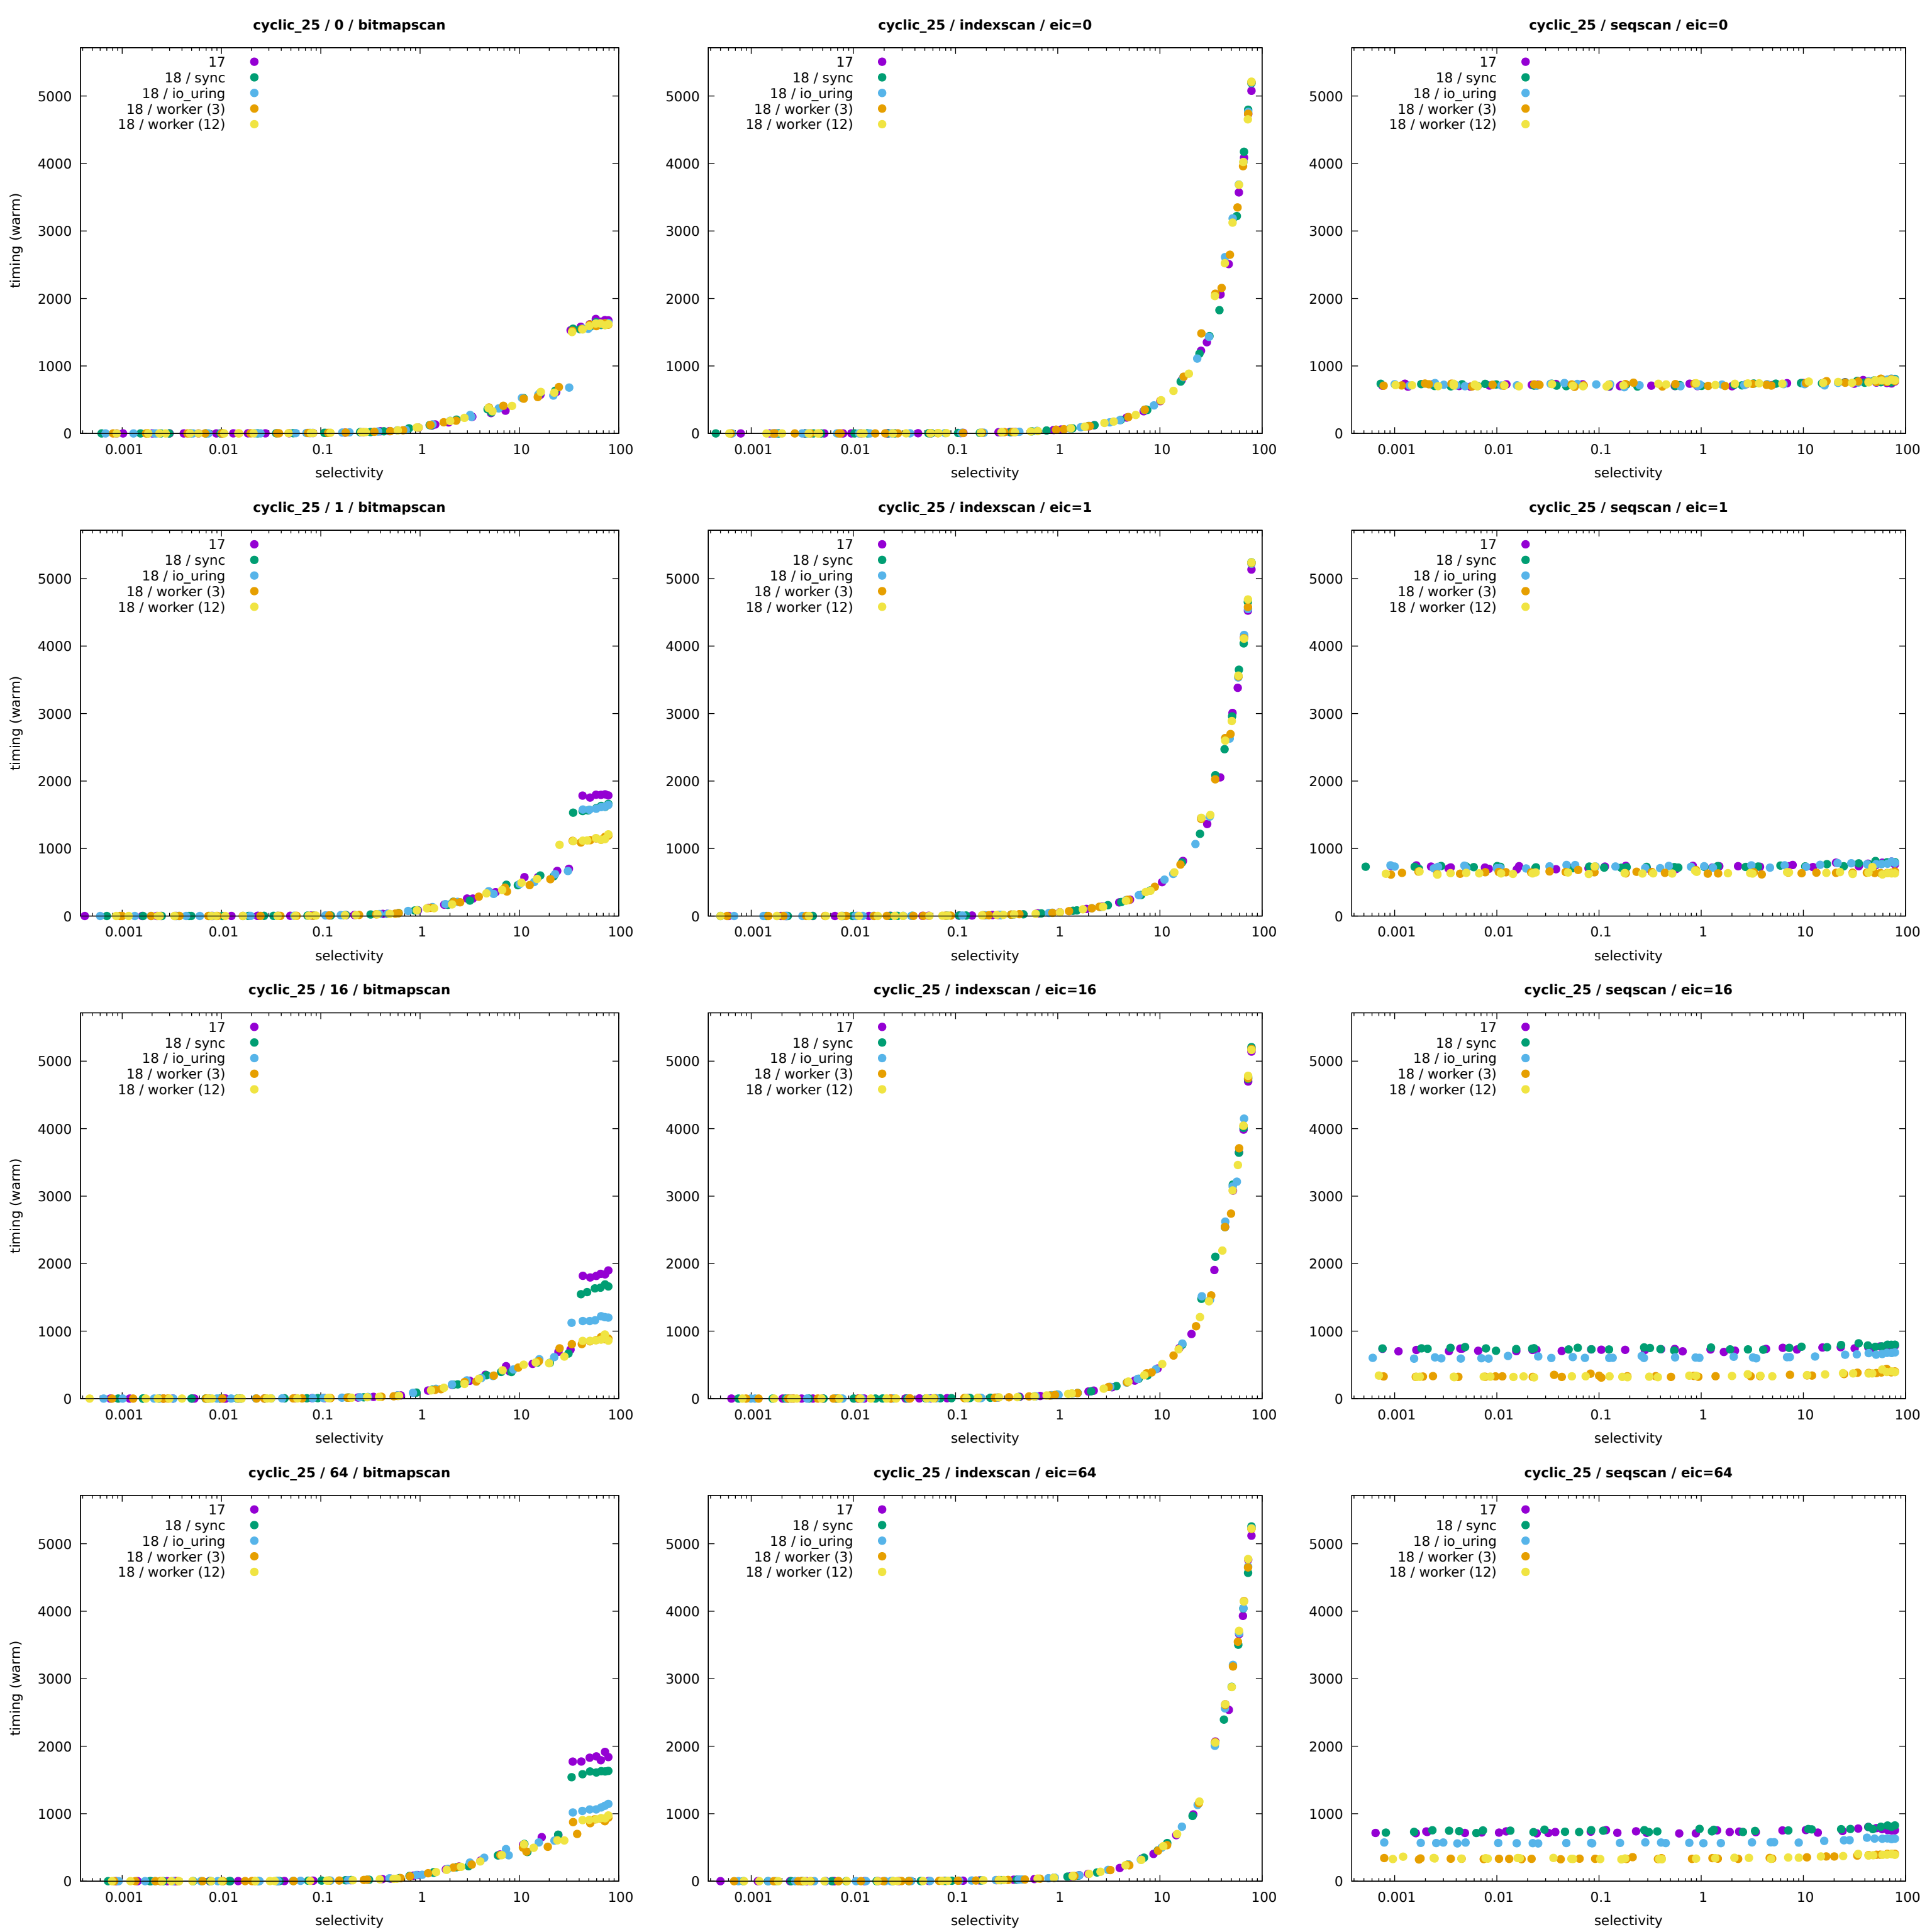 cyclic_25 / 0 / bitmapscan
17
18 / sync
18 / io_uring
18 / worker (3)
18 / worker (12)
timing (warm)
5000
4000
3000
2000
1000
0
0.001 0.01 0.1 1 10 100
selectivity
cyclic_25 / indexscan / eic=0
17
18 / sync
18 / io_uring
18 / worker (3)
18 / worker (12)
5000
4000
3000
2000
1000
0
0.001 0.01 0.1 1 10 100
selectivity
cyclic_25 / seqscan / eic=0
17
18 / sync
18 / io_uring
18 / worker (3)
18 / worker (12)
5000
4000
3000
2000
1000
0
0.001 0.01 0.1 1 10 100
selectivity
cyclic_25 / 1 / bitmapscan
17
18 / sync
18 / io_uring
18 / worker (3)
18 / worker (12)
timing (warm)
5000
4000
3000
2000
1000
0
0.001 0.01 0.1 1 10 100
selectivity
cyclic_25 / indexscan / eic=1
17
18 / sync
18 / io_uring
18 / worker (3)
18 / worker (12)
5000
4000
3000
2000
1000
0
0.001 0.01 0.1 1 10 100
selectivity
cyclic_25 / seqscan / eic=1
17
18 / sync
18 / io_uring
18 / worker (3)
18 / worker (12)
5000
4000
3000
2000
1000
0
0.001 0.01 0.1 1 10 100
selectivity
cyclic_25 / 16 / bitmapscan
17
18 / sync
18 / io_uring
18 / worker (3)
18 / worker (12)
timing (warm)
5000
4000
3000
2000
1000
0
0.001 0.01 0.1 1 10 100
selectivity
cyclic_25 / indexscan / eic=16
17
18 / sync
18 / io_uring
18 / worker (3)
18 / worker (12)
5000
4000
3000
2000
1000
0
0.001 0.01 0.1 1 10 100
selectivity
cyclic_25 / seqscan / eic=16
17
18 / sync
18 / io_uring
18 / worker (3)
18 / worker (12)
5000
4000
3000
2000
1000
0
0.001 0.01 0.1 1 10 100
selectivity
cyclic_25 / 64 / bitmapscan
17
18 / sync
18 / io_uring
18 / worker (3)
18 / worker (12)
timing (warm)
5000
4000
3000
2000
1000
0
0.001 0.01 0.1 1 10 100
selectivity
cyclic_25 / indexscan / eic=64
17
18 / sync
18 / io_uring
18 / worker (3)
18 / worker (12)
5000
4000
3000
2000
1000
0
0.001 0.01 0.1 1 10 100
selectivity
cyclic_25 / seqscan / eic=64
17
18 / sync
18 / io_uring
18 / worker (3)
18 / worker (12)
5000
4000
3000
2000
1000
0
0.001 0.01 0.1 1 10 100
selectivity